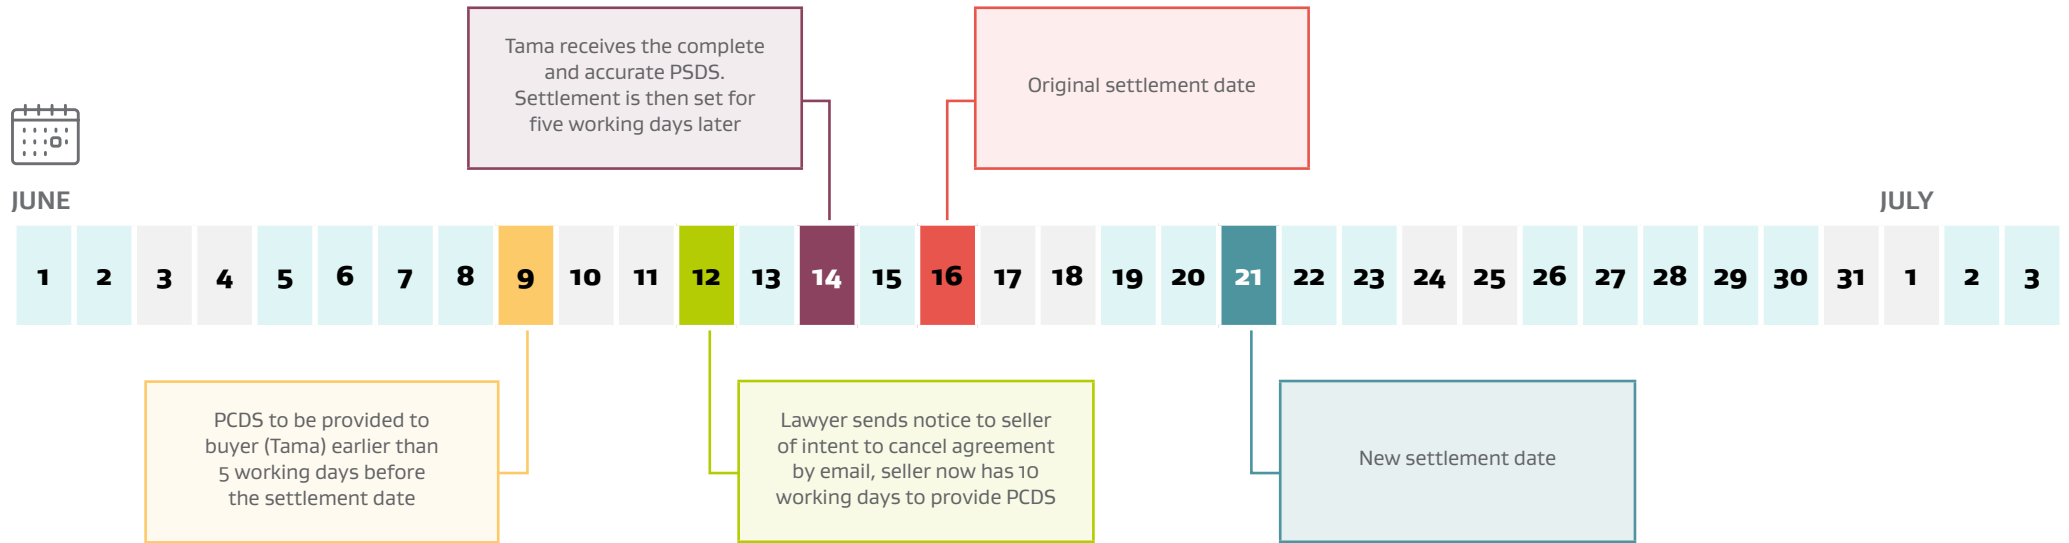 Tama receives the complete
and accurate PSDS.
Settlement is then set for
five working days later
Original settlement date
JUNE
JULY
1 2 3 4 5 6 7 8 9 10 11 12 13 14 15 16 17 18 19 20 21 22 23 24 25 26 27 28 29 30 31 1 2 3
PCDS to be provided to
buyer (Tama) earlier than
5 working days before
the settlement date
Lawyer sends notice to seller
of intent to cancel agreement
by email, seller now has 10
working days to provide PCDS
New settlement date